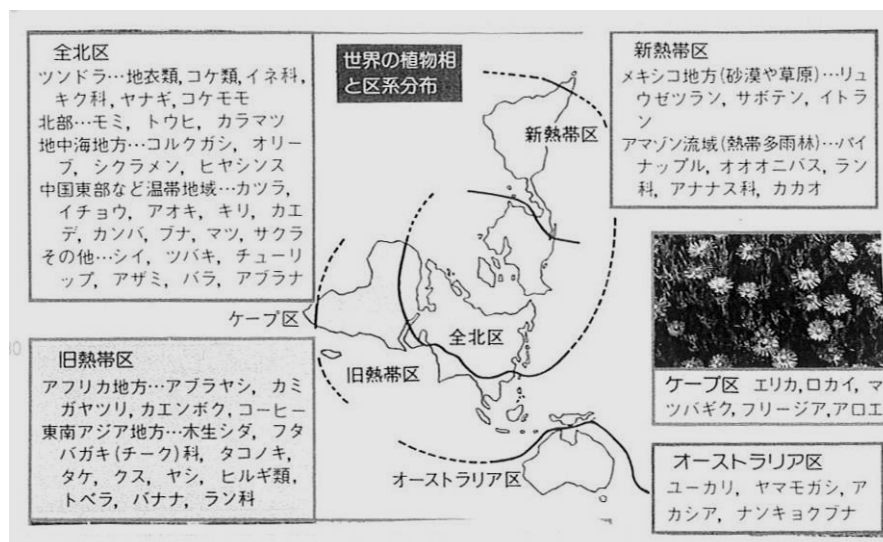 全北区
ツンドラ…地衣類, コケ類, イネ科,
キク科, ヤナギ, コケモモ
北部…モミ, トウヒ, カラマツ
地中海地方…コルクガシ, オリー
ブ, シクラメン, ヒヤシンス
中国東部など温帯地域…カツラ,
イチョウ, アオキ, キリ, カエ
デ, カンバ, ブナ, マツ, サクラ
その他…シイ, ツバキ, チューリ
ップ, アザミ, バラ, アブラナ
世界の植物相
と区系分布
新熱帯区
メキシコ地方(砂漠や草原)…リュ
ウゼツラン, サボテン, イトラ
ン
アマゾン流域(熱帯多雨林)…パイ
ナップル, オオオニバス, ラン
科, アナナス科, カカオ
新熱帯区
ケープ区
全北区
旧熱帯区
オーストラリア区
旧熱帯区
アフリカ地方…アブラヤシ, カミ
ガヤツリ, カエンボク, コーヒー
東南アジア地方…木生シダ, フタ
バガキ(チーク)科, タコノキ,
タケ, クス, ヤシ, ヒルギ類,
トベラ, バナナ, ラン科
ケープ区 エリカ,ロカイ, マ
ツバギク,フリージア,アロエ
オーストラリア区
ユーカリ, ヤマモガシ, ア
カシア, ナンキョクブナ